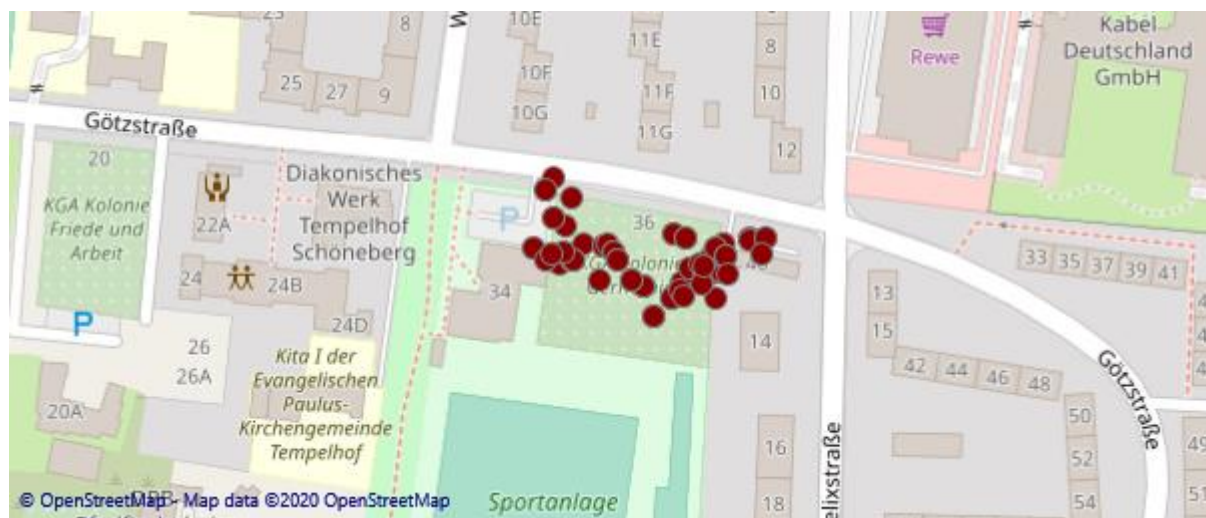 23
8
10E
11E
8
Kabel
Deutschland
GmbH
Rewe
25
27
9
10F
10G
11F
11G
10
12
Götzstraße
20
KGA Kolonie
Friede und
Arbeit
22A
Diakonisches
Werk
Tempelhof
Schöneberg
P
36
24
24B
34
24D
33
35
37
39
41
13
15
14
P
26
26A
Kita I der
Evangelischen
Paulus-
Kirchengemeinde
Tempelhof
42
44
46
48
Götzstraße
20A
50
52
54
16
18
49
51
elixstraße
Sportanlage
© OpenStreetMap - Map data ©2020 OpenStreetMap